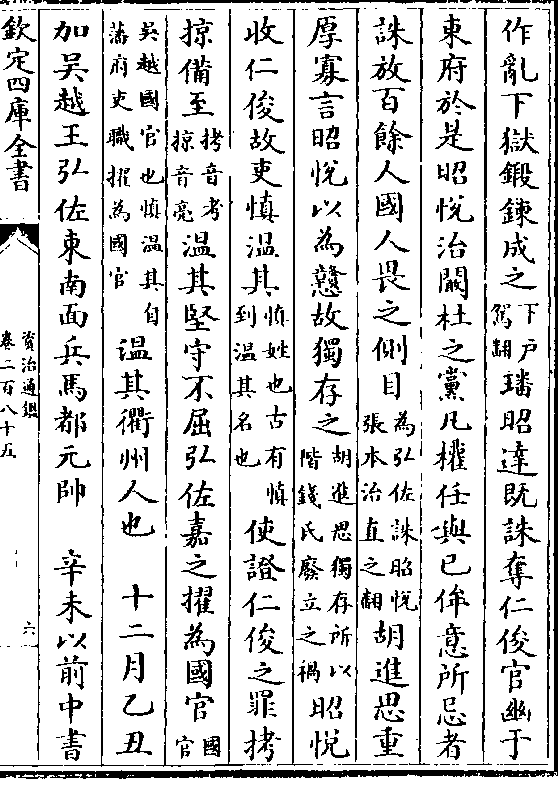 作亂下獄鍛鍊成之下戶駕翻璠昭達既誅奪仁俊官幽于
東府於是昭悅治闞杜之黨凡權任與已侔意所忌者
誅放百餘人國人畏之側目為弘佐誅昭悅張本治直之翻胡進思重
厚寡言昭悅以為戇故獨存之胡進思獨存所以階錢氏廢立之禍昭悅
收仁俊故吏慎温其慎姓也古有慎到温其名也使證仁俊之罪拷
掠備至拷音考掠音亮温其堅守不屈弘佐嘉之擢為國官國官
吳越國官也慎温其自藩府吏職擢為國官温其衢州人也　十二月乙丑
加吳越王弘佐東南面兵馬都元帥　辛未以前中書
欽定四庫全書
資治通鑑
卷二百八十五
六